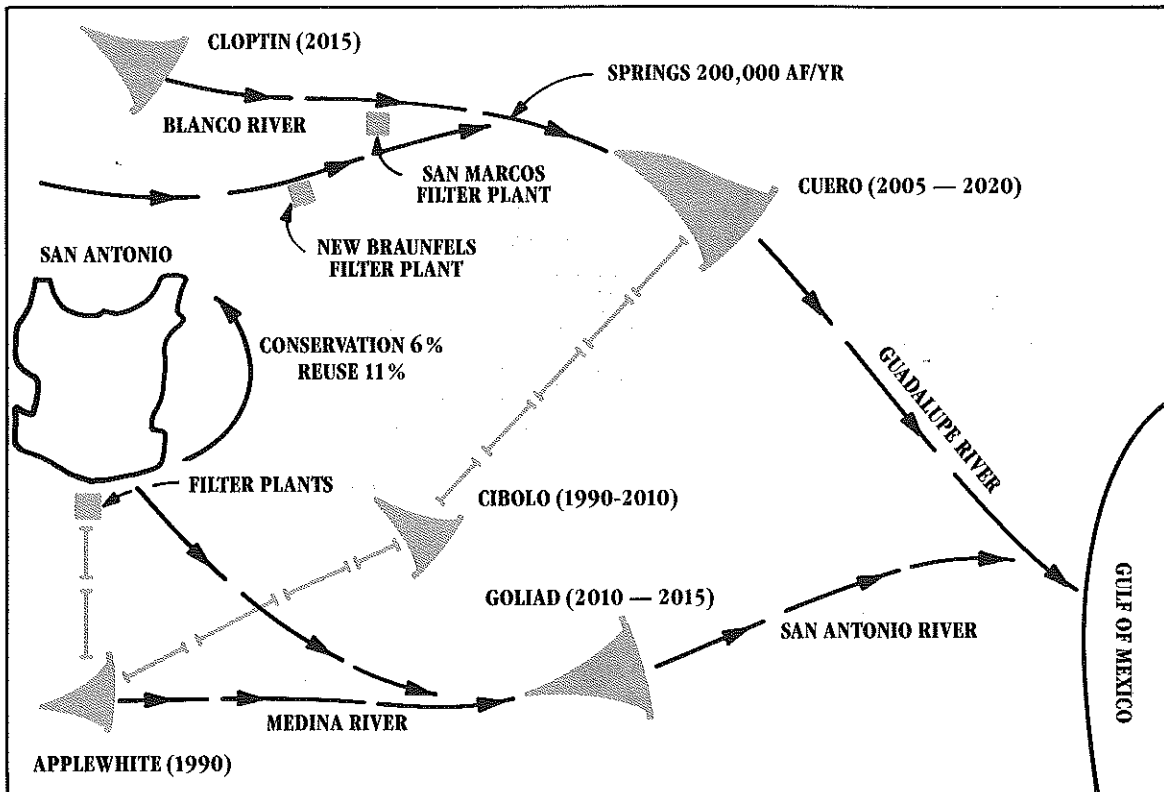 CLOPTIN (2015)
SPRINGS 200,000 AF/YR
BLANCO RIVER
SAN MARCOS
FILTER PLANT
CUERO (2005 — 2020)
NEW BRAUNFELS
FILTER PLANT
SAN ANTONIO
CONSERVATION 6%
REUSE 11%
GUADALUPE RIVER
FILTER PLANTS
CIBOLO (1990-2010)
GOLIAD (2010 — 2015)
SAN ANTONIO RIVER
GULF OF MEXICO
MEDINA RIVER
APPLEWHITE (1990)